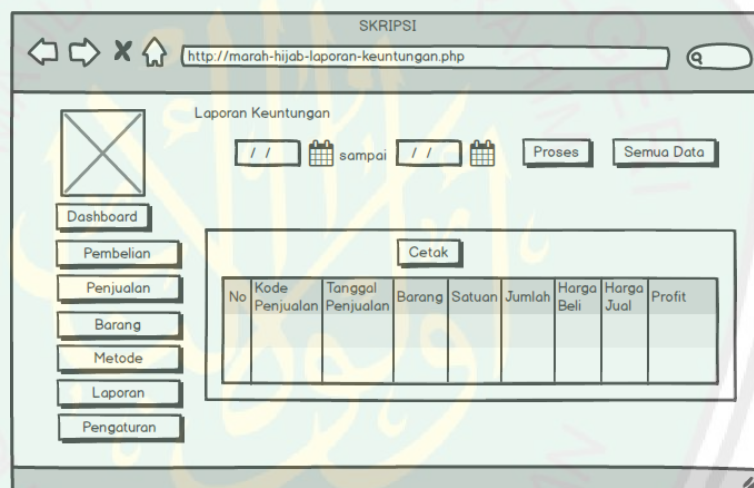 SKRIPSI
http://marah-hijab-laporan-keuntungan.php
Laporan Keuntungan
/ / sampai / / Proses Semua Data
Dashboard
Pembelian
Penjualan
Barang
Metode
Laporan
Pengaturan
Cetak
No Kode Penjualan Tanggal Penjualan Barang Satuan Jumlah Harga Beli Harga Jual Profit